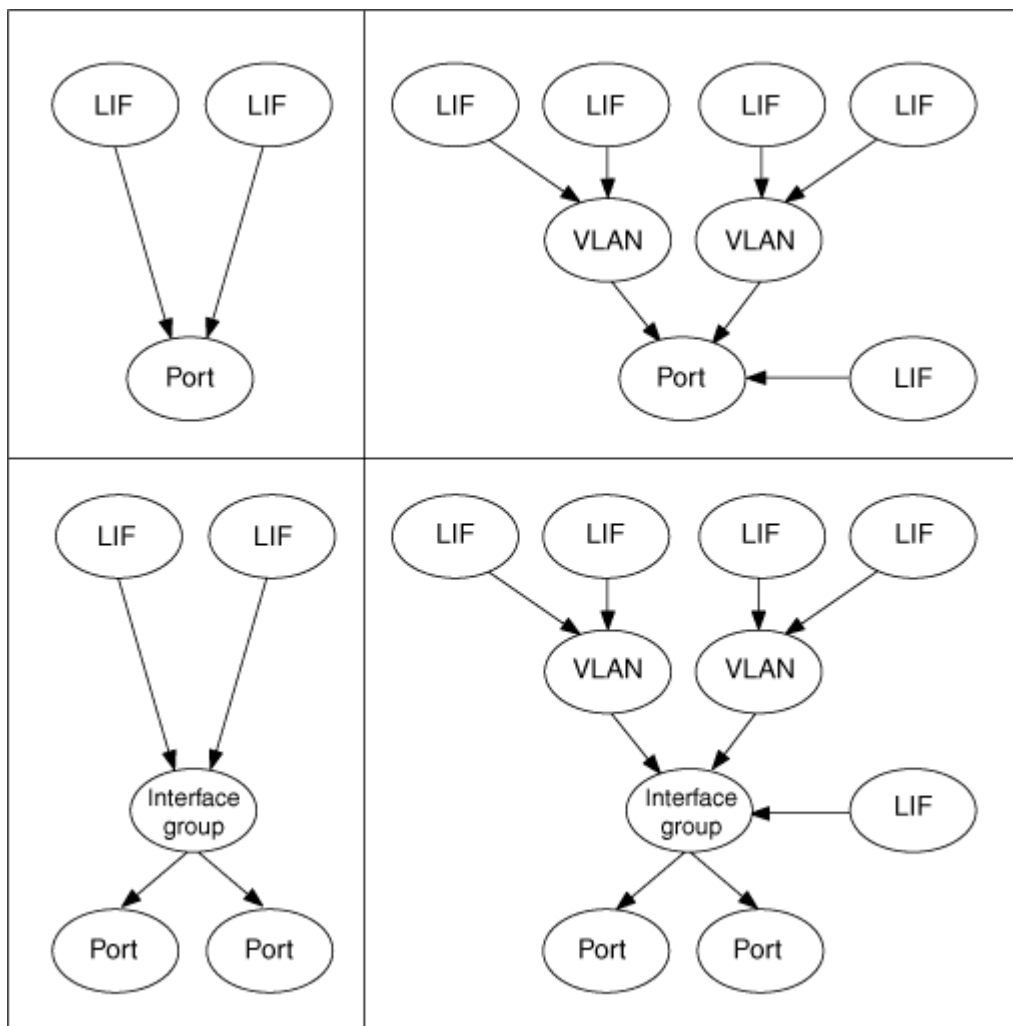 LIF LIF
Port
LIF LIF LIF LIF
VLAN VLAN
Port LIF
LIF LIF
Interface
group
Port Port
LIF LIF LIF LIF
VLAN VLAN
Interface
group
LIF
Port Port